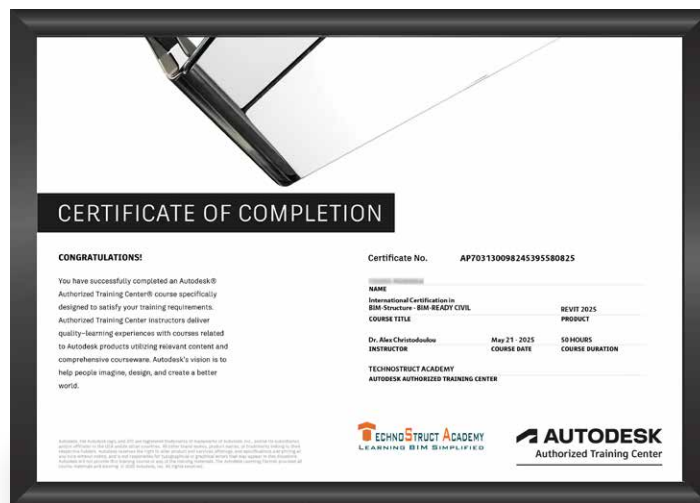 CERTIFICATE OF COMPLETION
CONGRATULATIONS!
You have successfully completed an Autodesk®
Authorized Training Center® course specifically
designed to satisfy your training requirements.
Authorized Training Center instructors deliver
quality-learning experiences with courses related
to Autodesk products utilizing relevant content and
comprehensive courseware. Autodesk's vision is to
help people imagine, design, and create a better
world.
Certificate No. AP703130098245395580825
NAME
International Certification in
BIM-Structure - BIM-READY CIVIL REVIT 2025
COURSE TITLE PRODUCT
Dr. Alex Christodoulou May 21 - 2025 50 HOURS
INSTRUCTOR COURSE DATE COURSE DURATION
TECHNOSTRUCT ACADEMY
AUTODESK AUTHORIZED TRAINING CENTER
TECHNOSTRUCT ACADEMY
LEARNING BIM SIMPLIFIED
AUTODESK
Authorized Training Center